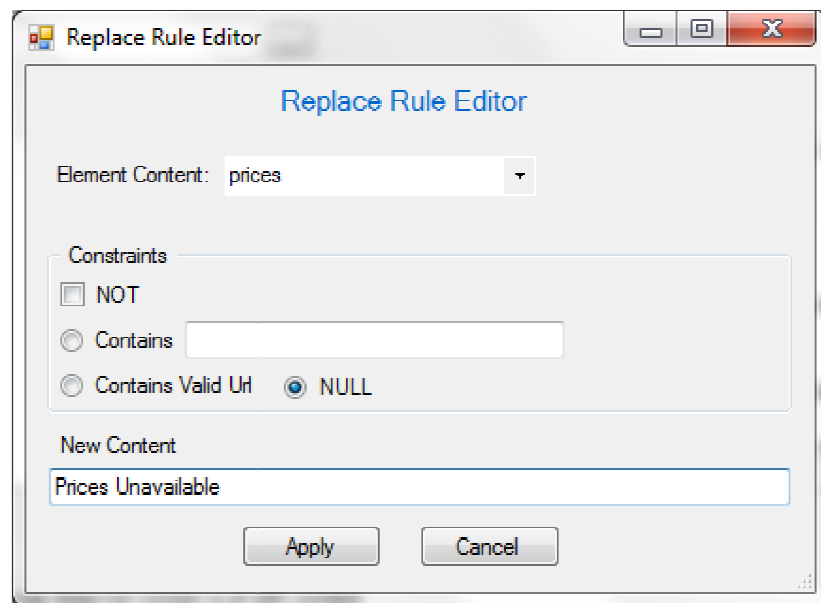 Replace Rule Editor
Replace Rule Editor
Element Content: prices
Constraints
NOT
Contains
Contains Valid Url NULL
New Content
Prices Unavailable
Apply Cancel